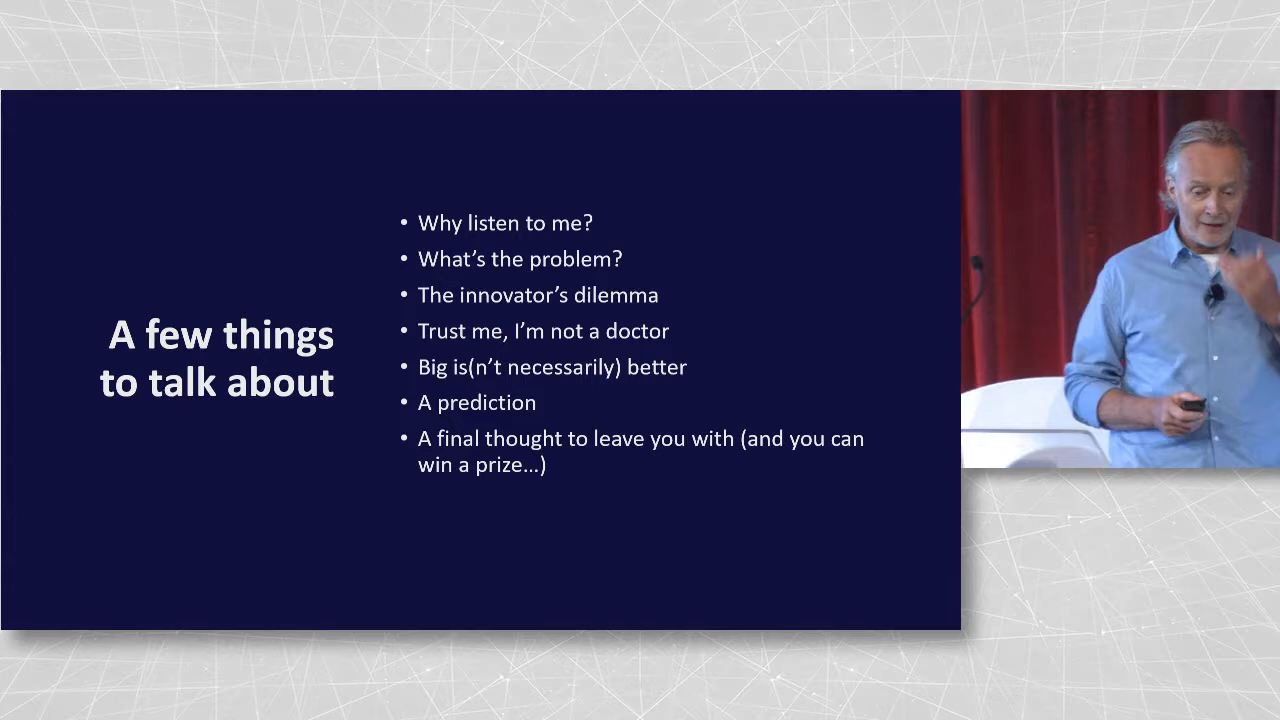 A few things
to talk about
• Why listen to me?
• What’s the problem?
• The innovator’s dilemma
• Trust me, I’m not a doctor
• Big is(n’t necessarily) better
• A prediction
• A final thought to leave you with (and you can
win a prize…)